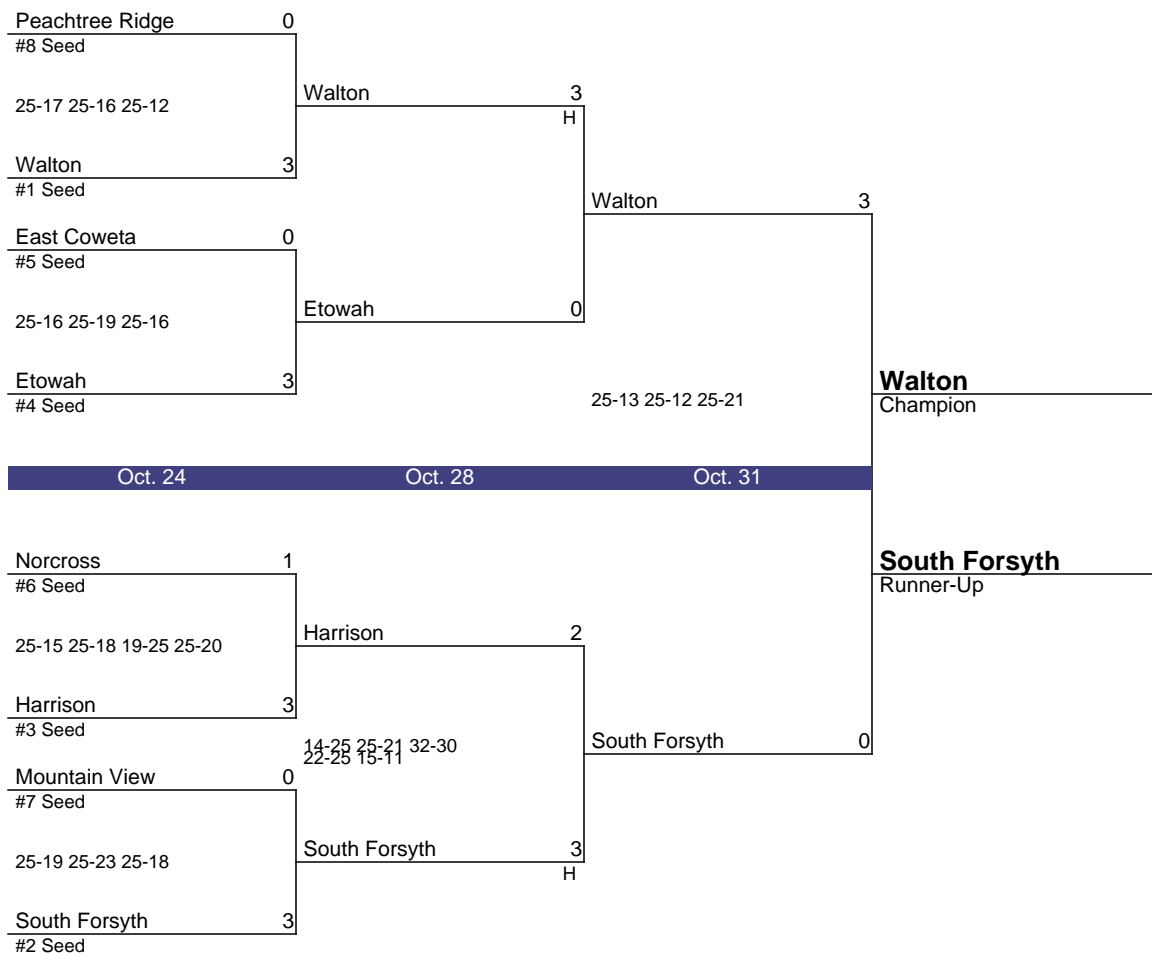 Peachtree Ridge 0
#8 Seed
25-17 25-16 25-12
Walton 3
#1 Seed
Walton 3
H
East Coweta 0
#5 Seed
25-16 25-19 25-16
Etowah 3
#4 Seed
Etowah 0
Walton 3
25-13 25-12 25-21
Walton
Champion
Oct. 24 Oct. 28 Oct. 31
Norcross 1
#6 Seed
25-15 25-18 19-25 25-20
Harrison 3
#3 Seed
Harrison 2
14-25 25-21 32-30
22-25 15-11
Mountain View 0
#7 Seed
25-19 25-23 25-18
South Forsyth 3
#2 Seed
South Forsyth 3
H
South Forsyth 0
South Forsyth
Runner-Up